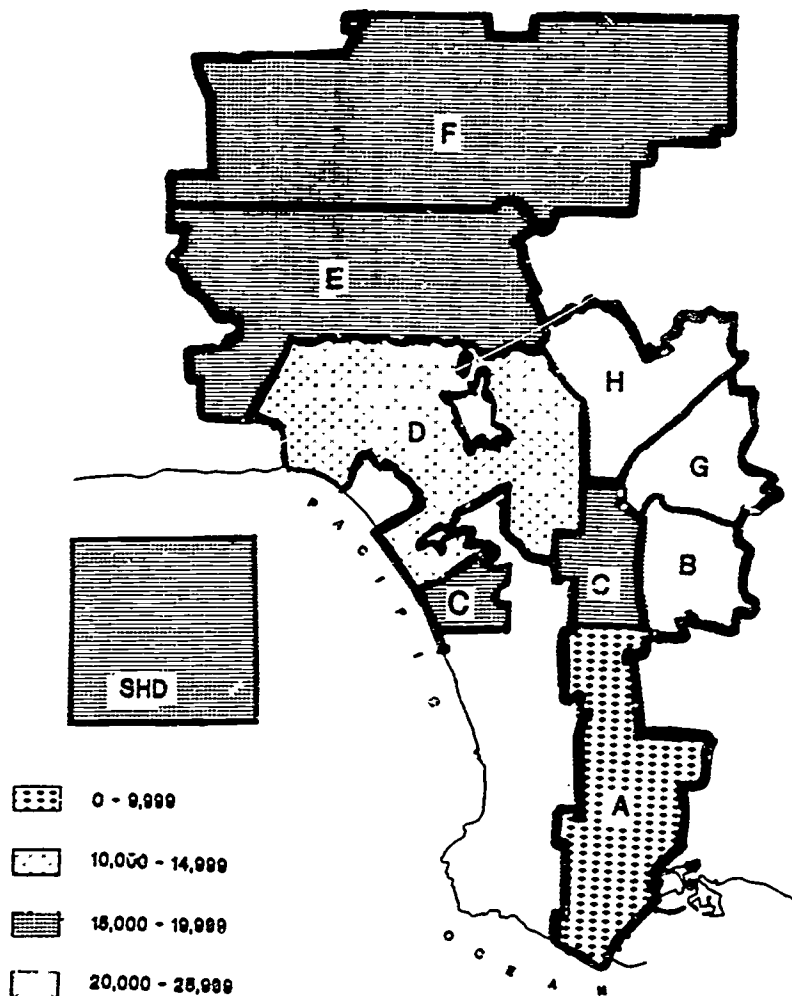 F
E
H
D
G
B
C
C
PACIFIC
SHD
A
0 - 9,999
10,000 - 14,999
15,000 - 19,999
20,000 - 25,999
OCEAN